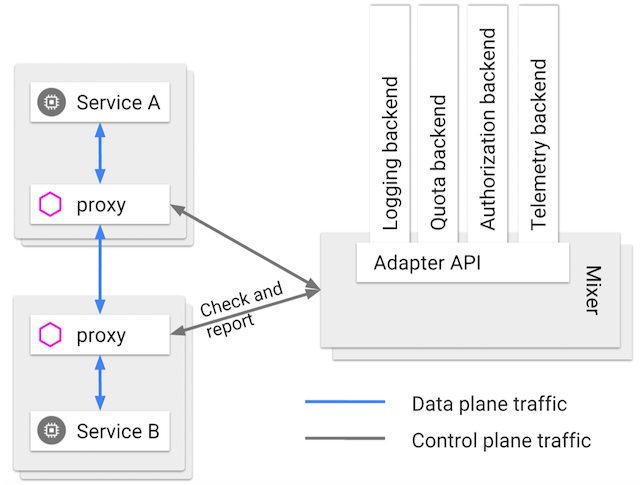 Service A
proxy
proxy
Service B
Check and
report
Logging backend
Quota backend
Authorization backend
Telemetry backend
Adapter API
Mixer
Data plane traffic
Control plane traffic